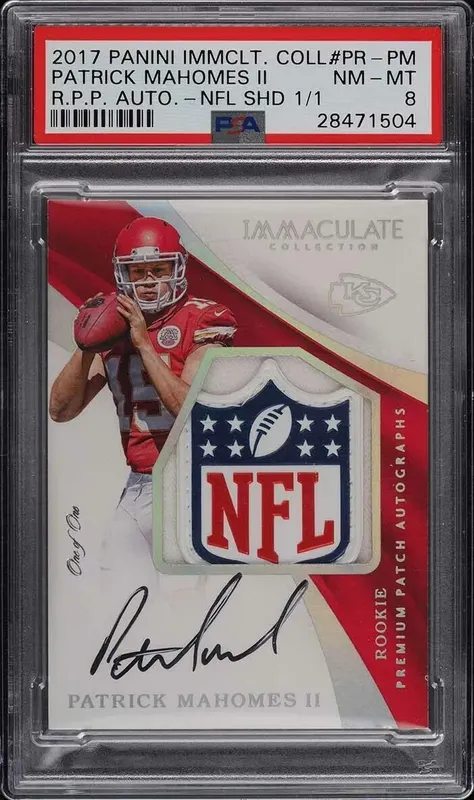 2017 PANINI IMMCLT. COLL#PR-PM
PATRICK MAHOMES II NM-MT
R.P.P. AUTO.-NFL SHD 1/1 8
PSA 28471504
IMMACULATE
COLLECTION
KC
15
NFL
One of One
ROOKIE
PREMIUM PATCH AUTOGRAPHS
PATRICK MAHOMES II